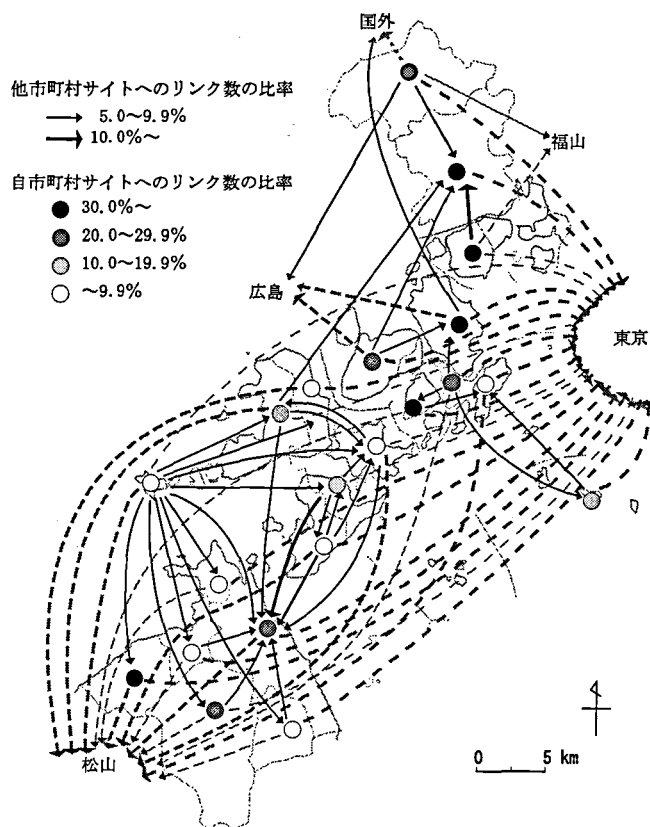 国外
他市町村サイトへのリンク数の比率
5.0～9.9%
10.0%～
福山
自市町村サイトへのリンク数の比率
30.0%～
20.0～29.9%
10.0～19.9%
～9.9%
広島
東京
松山
0 5 km